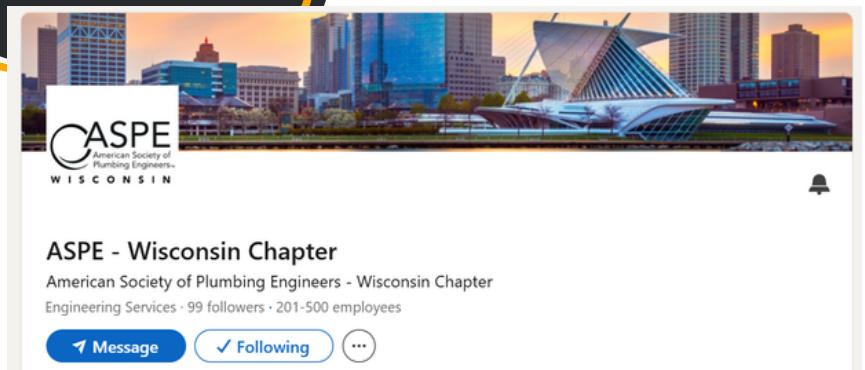 ASPE
American Society of
Plumbing Engineers
WISCONSIN
ASPE - Wisconsin Chapter
American Society of Plumbing Engineers - Wisconsin Chapter
Engineering Services · 99 followers · 201-500 employees
Message
Following